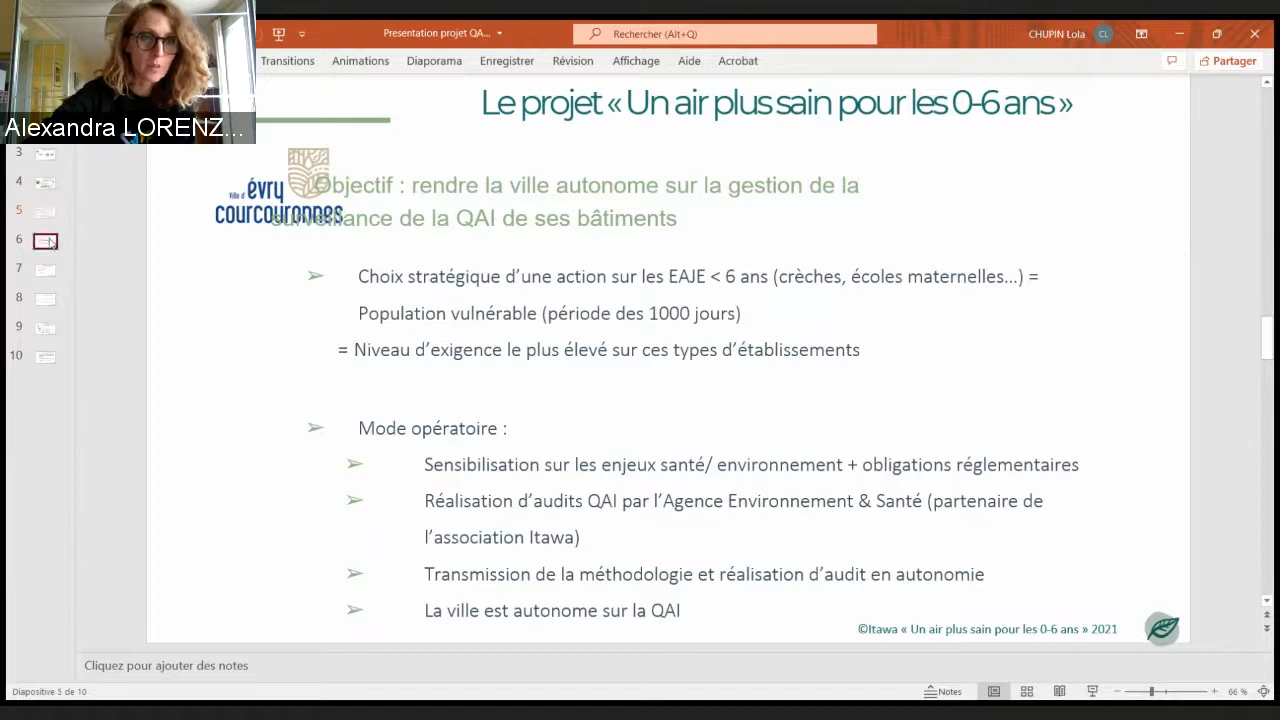 Presentation projet QA...
Rechercher (Alt+Q)
CHUPIN Lola
CL
Transitions
Animations
Diaporama
Enregistrer
Révision
Affichage
Aide
Acrobat
Partager
Alexandra LORENZ...
Le projet « Un air plus sain pour les 0-6 ans »
Ville d'évry
courcouronnes
Objectif : rendre la ville autonome sur la gestion de la
surveillance de la QAI de ses bâtiments
➢ Choix stratégique d'une action sur les EAJE < 6 ans (crèches, écoles maternelles...) =
Population vulnérable (période des 1000 jours)
= Niveau d'exigence le plus élevé sur ces types d'établissements
➢ Mode opératoire :
➢ Sensibilisation sur les enjeux santé/ environnement + obligations réglementaires
➢ Réalisation d'audits QAI par l'Agence Environnement & Santé (partenaire de
l'association Itawa)
➢ Transmission de la méthodologie et réalisation d'audit en autonomie
➢ La ville est autonome sur la QAI
©Itawa « Un air plus sain pour les 0-6 ans » 2021
3
4
5
6
7
8
9
10
Cliquez pour ajouter des notes
Diapositive 5 de 10
Notes
66 %